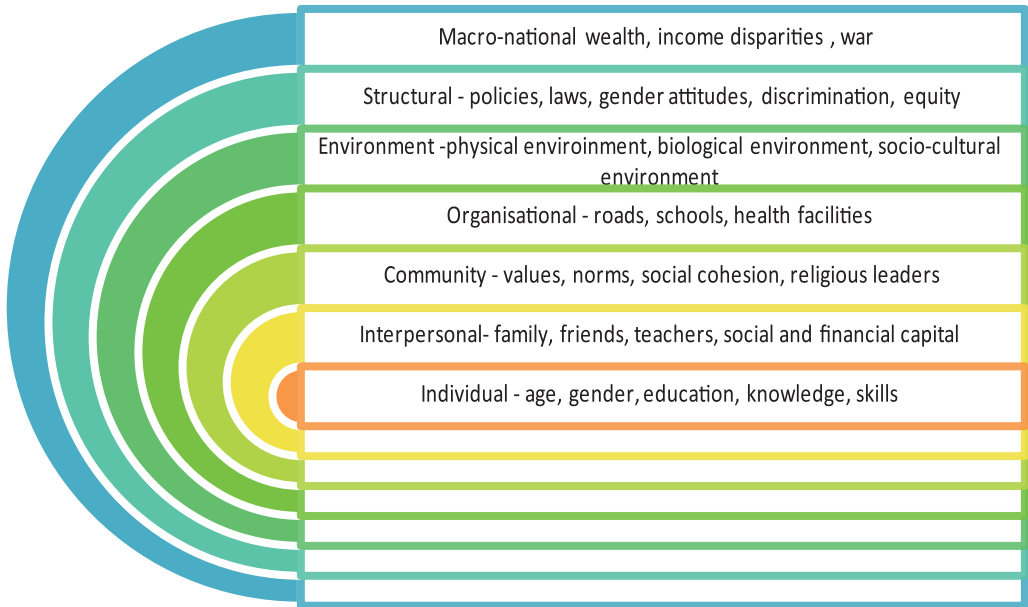 Macro-national wealth, income disparities , war
Structural - policies, laws, gender attitudes, discrimination, equity
Environment -physical enviroinment, biological environment, socio-cultural
environment
Organisational - roads, schools, health facilities
Community - values, norms, social cohesion, religious leaders
Interpersonal- family, friends, teachers, social and financial capital
Individual - age, gender, education, knowledge, skills